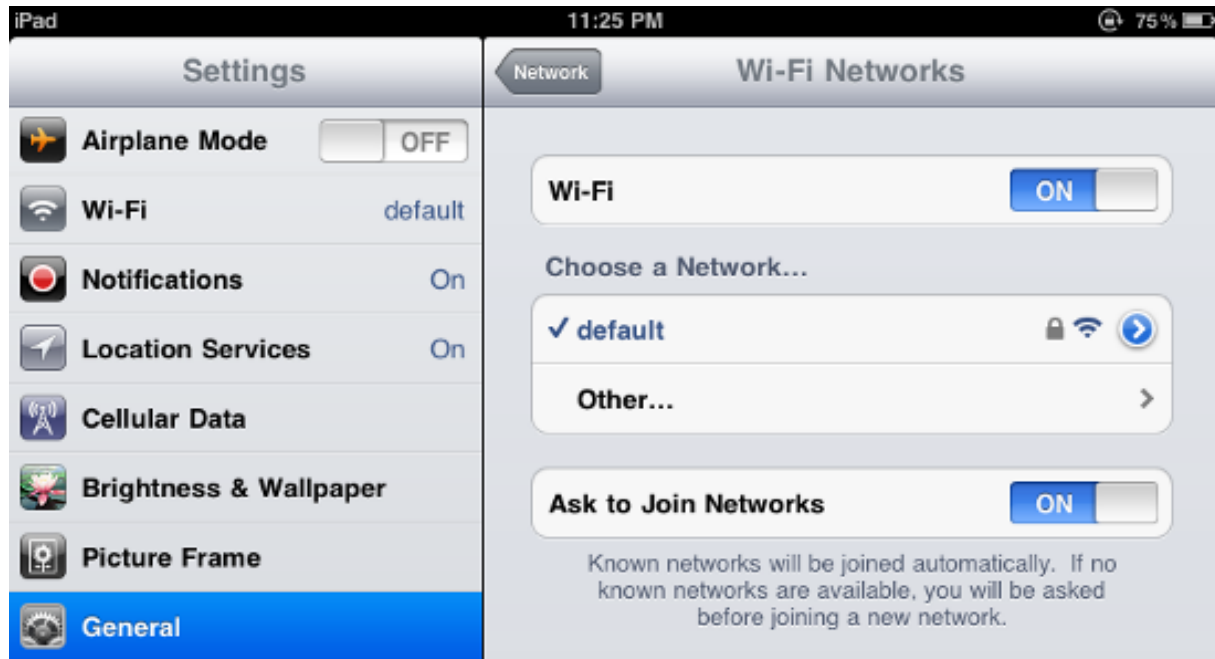 iPad 11:25 PM 75%
Settings
Airplane Mode OFF
Wi-Fi default
Notifications On
Location Services On
Cellular Data
Brightness & Wallpaper
Picture Frame
General
Network Wi-Fi Networks
Wi-Fi ON
Choose a Network...
default
Other...
Ask to Join Networks ON
Known networks will be joined automatically. If no
known networks are available, you will be asked
before joining a new network.